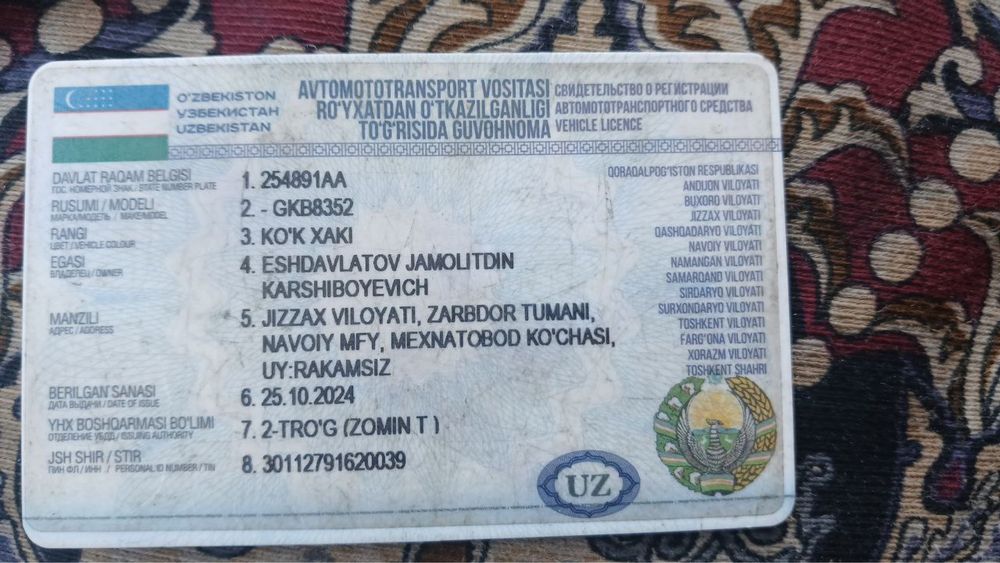 O'ZBEKISTON
УЗБЕКИСТАН
UZBEKISTAN
AVTOMOTOTRANSPORT VOSITASI
RO'YXATDAN O'TKAZILGANLIGI
TO'G'RISIDA GUVOHNOMA
СВИДЕТЕЛЬСТВО О РЕГИСТРАЦИИ
АВТОМОТОТРАНСПОРТНОГО СРЕДСТВА
VEHICLE LICENCE
DAVLAT RAQAM BELGISI
ГОС. НОМЕРНОЙ ЗНАК / STATE NUMBER PLATE
1. 254891AA
RUSUMI / MODELI
МАРКА/МОДЕЛЬ / MAKE/MODEL
2. - GKB8352
RANGI
ЦВЕТ / VEHICLE COLOUR
3. KO'K XAKI
EGASI
ВЛАДЕЛЕЦ / OWNER
4. ESHDAVLATOV JAMOLITDIN
KARSHIBOYEVICH
MANZILI
АДРЕС / ADDRESS
5. JIZZAX VILOYATI, ZARBDOR TUMANI,
NAVOIY MFY, MEXNATOBOD KO'CHASI,
UY:RAKAMSIZ
BERILGAN SANASI
ДАТА ВЫДАЧИ / DATE OF ISSUE
6. 25.10.2024
YHX BOSHQARMASI BO'LIMI
ОТДЕЛЕНИЕ УБДД / ISSUING AUTHORITY
7. 2-TRO'G (ZOMIN T )
JSH SHIR / STIR
ПИН ФЛ / ИНН / PERSONAL ID NUMBER / TIN
8. 30112791620039
QORAQALPOG'ISTON RESPUBLIKASI
ANDIJON VILOYATI
BUXORO VILOYATI
JIZZAX VILOYATI
QASHQADARYO VILOYATI
NAVOIY VILOYATI
NAMANGAN VILOYATI
SAMARQAND VILOYATI
SIRDARYO VILOYATI
SURXONDARYO VILOYATI
TOSHKENT VILOYATI
FARG'ONA VILOYATI
XORAZM VILOYATI
TOSHKENT SHAHRI
UZ